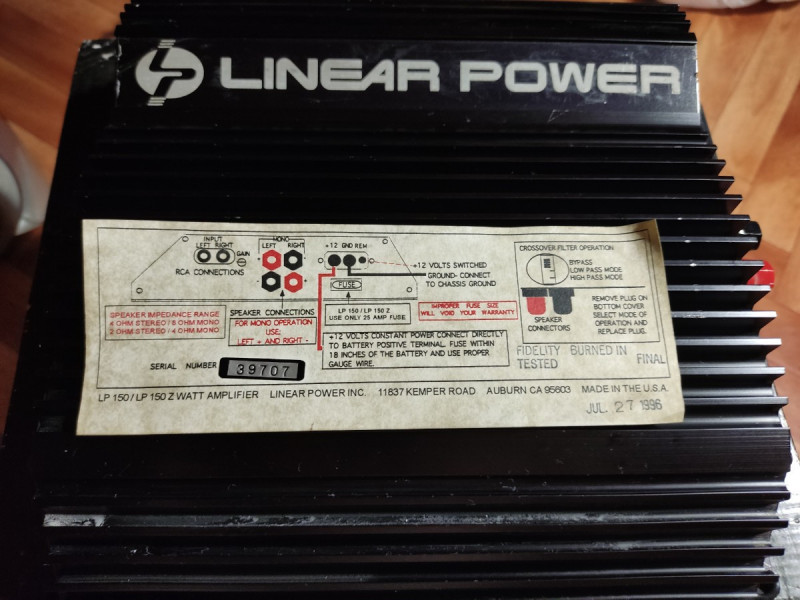 LINEAR POWER
INPUT
LEFT RIGHT
GAIN
RCA CONNECTIONS
MONO
LEFT RIGHT
+12 GND REM
+12 VOLTS SWITCHED
GROUND- CONNECT
TO CHASSIS GROUND
FUSE
CROSSOVER FILTER OPERATION
BYPASS
LOW PASS MODE
HIGH PASS MODE
SPEAKER IMPEDANCE RANGE
4 OHM STEREO / 8 OHM MONO
2 OHM STEREO / 4 OHM MONO
SPEAKER CONNECTIONS
FOR MONO OPERATION
USE,
LEFT + AND RIGHT -
LP 150 / LP 150 Z
USE ONLY 25 AMP FUSE
IMPROPER FUSE SIZE
WILL VOID YOUR WARRANTY
SPEAKER
CONNECTORS
REMOVE PLUG ON
BOTTOM COVER
SELECT MODE OF
OPERATION AND
REPLACE PLUG.
+12 VOLTS CONSTANT POWER CONNECT DIRECTLY
TO BATTERY POSITIVE TERMINAL. FUSE WITHIN
18 INCHES OF THE BATTERY AND USE PROPER
GAUGE WIRE.
FIDELITY BURNED IN FINAL
TESTED
SERIAL NUMBER 39707
LP 150 / LP 150 Z WATT AMPLIFIER LINEAR POWER INC. 11837 KEMPER ROAD AUBURN CA 95603 MADE IN THE U.S.A.
JUL. 27 1996